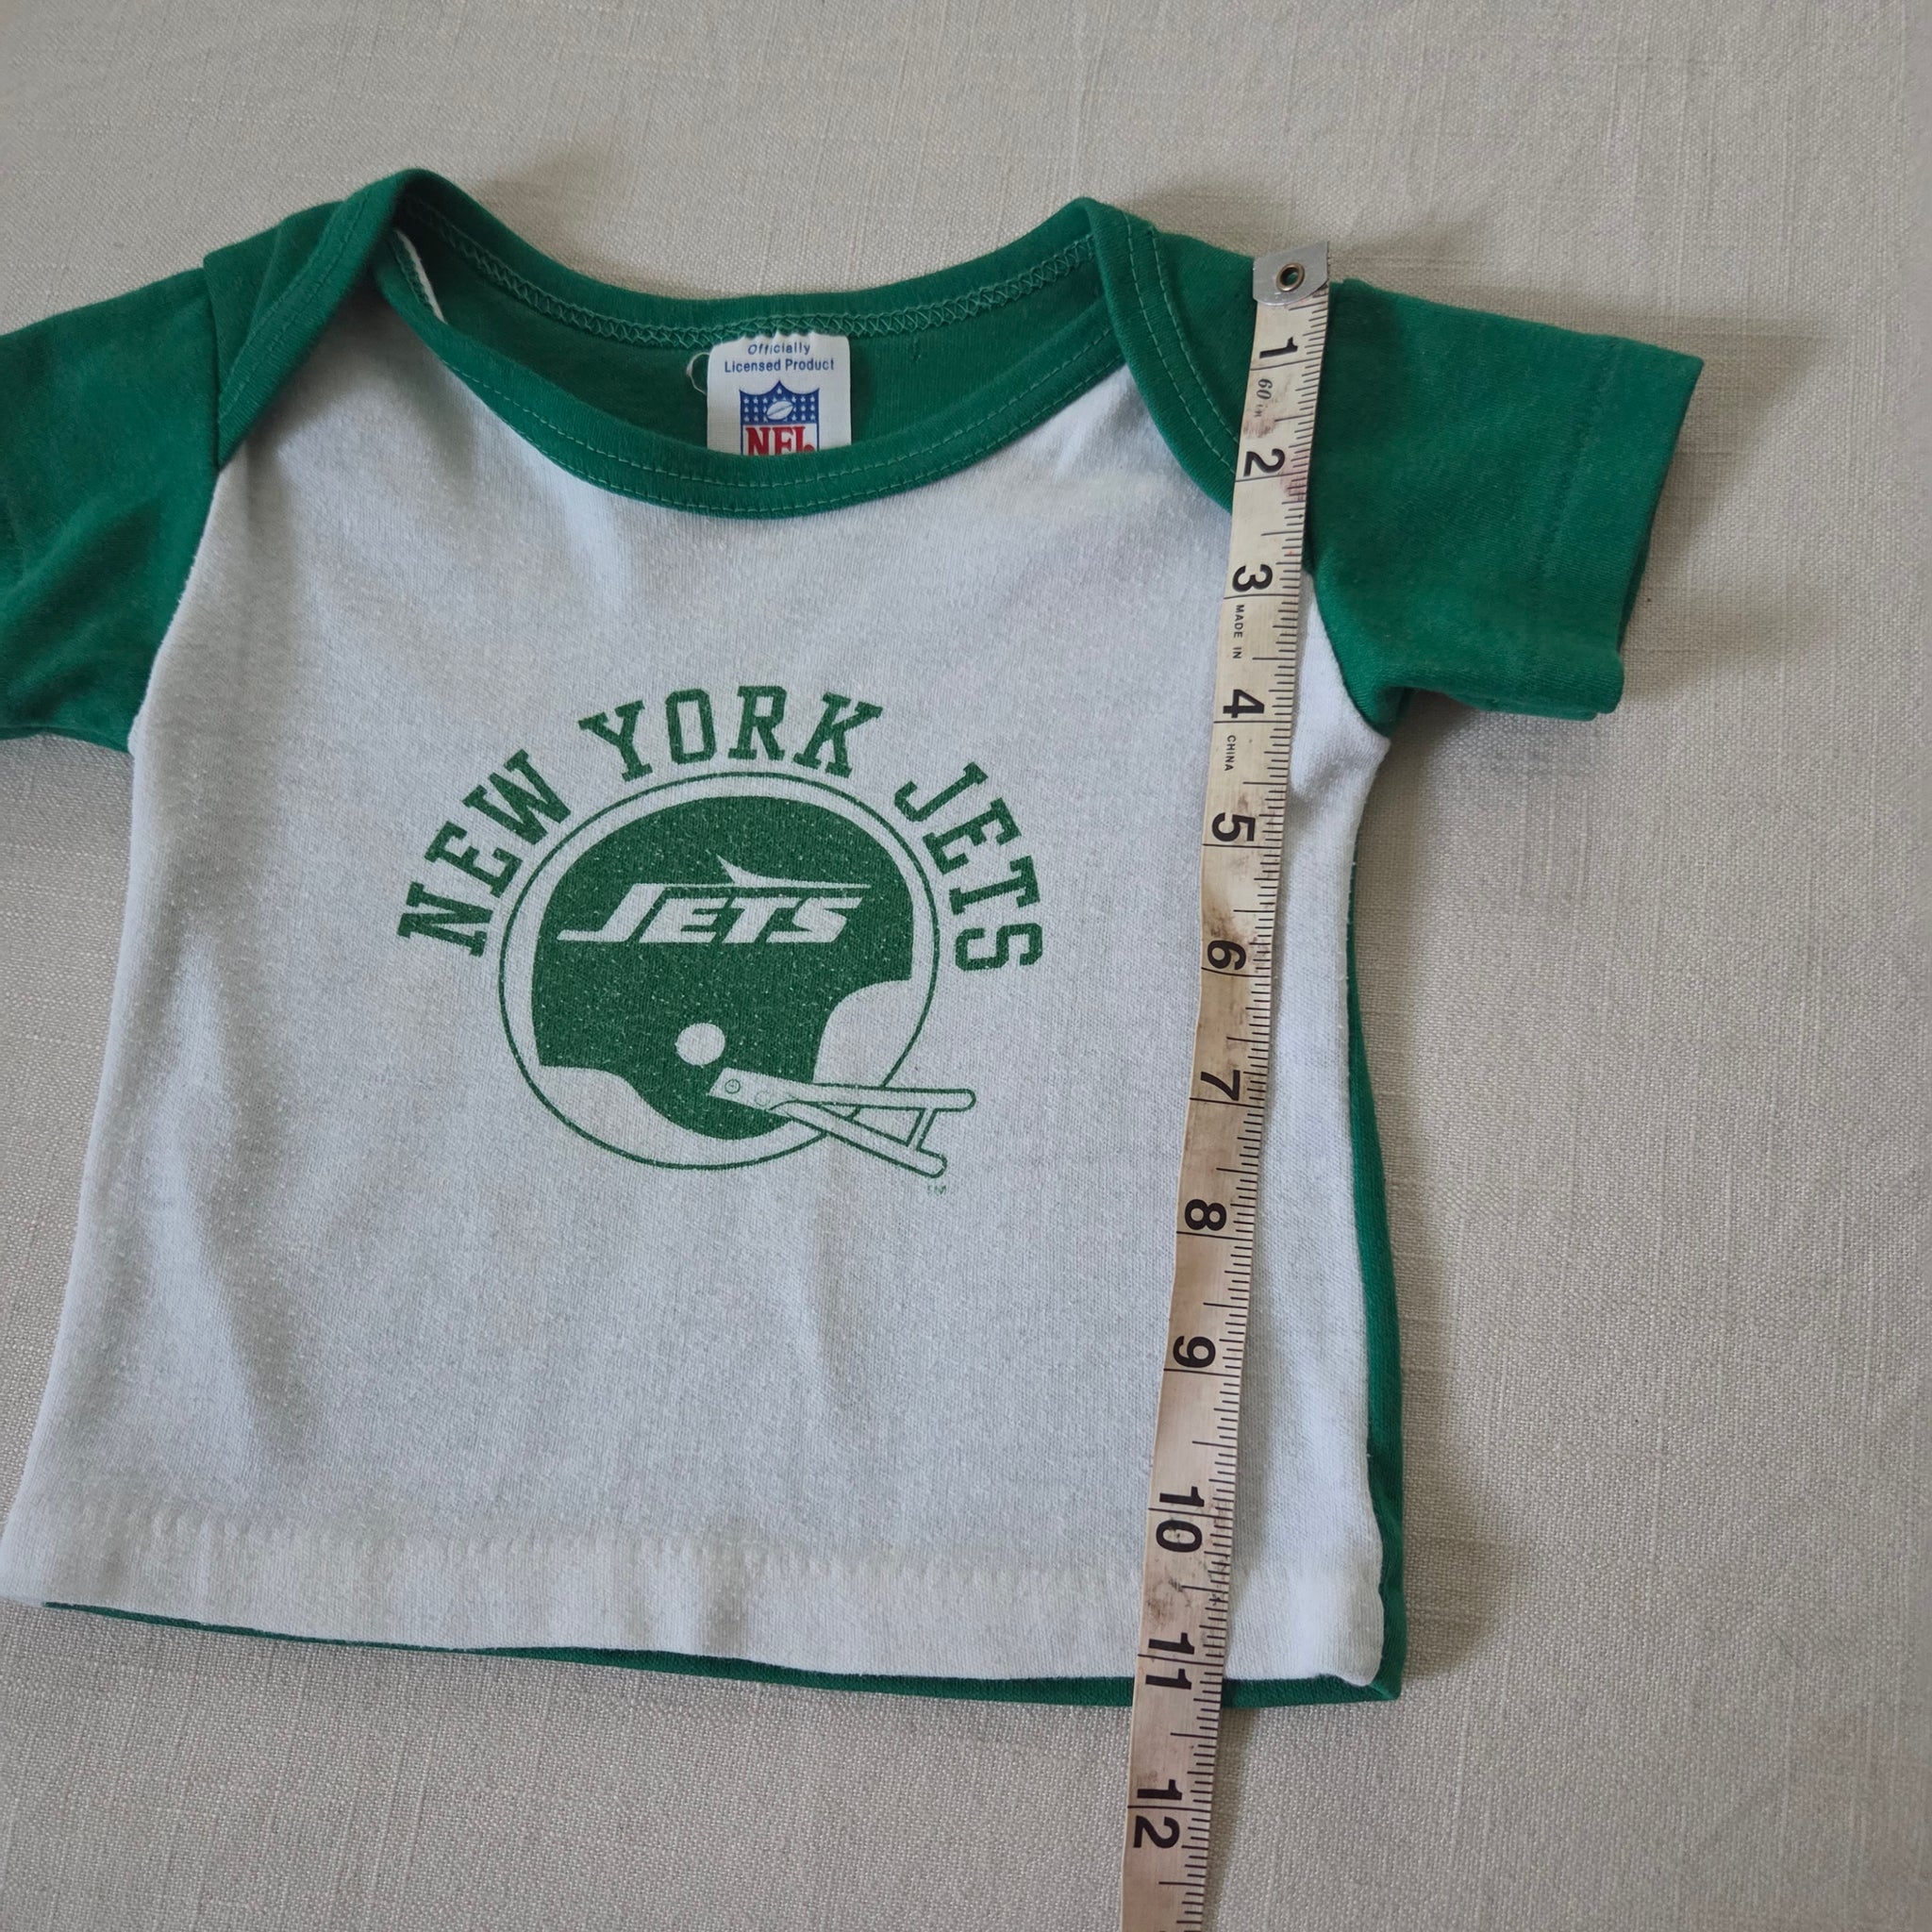 Officially
Licensed Product
NFL
NEW YORK JETS
JETS
TM
1
60 in
2
3
MADE IN
4
CHINA
5
6
7
8
9
10
11
12